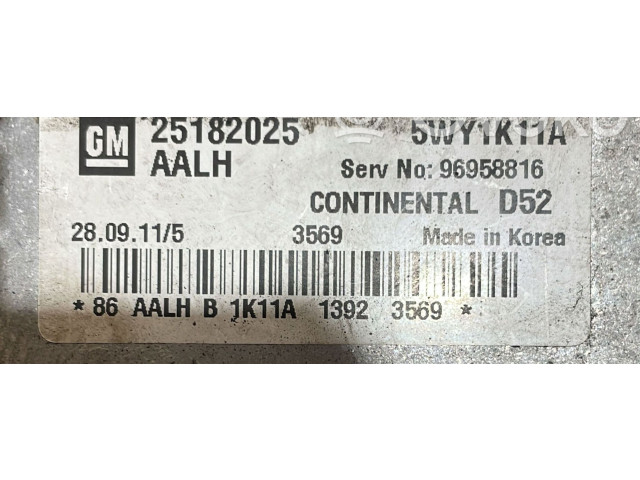 GM 25182025 5WY1K11A
AALH Serv No: 96958816
CONTINENTAL D52
28.09.11/5 3569 Made in Korea
* 86 AALH B 1K11A 1392 3569 *